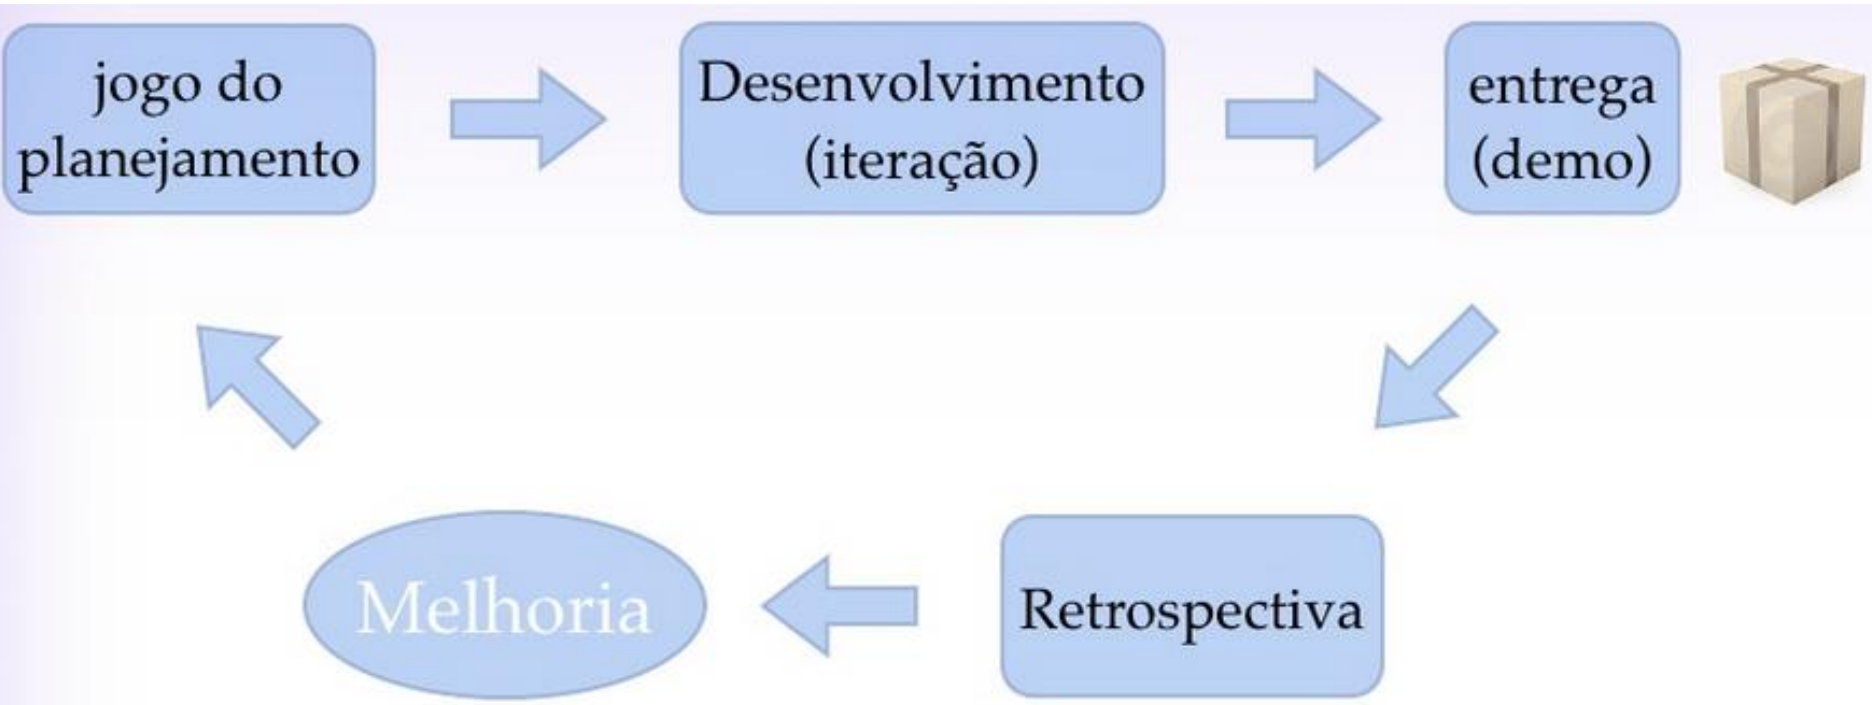 jogo do
planejamento
Desenvolvimento
(iteração)
entrega
(demo)
Retrospectiva
Melhoria